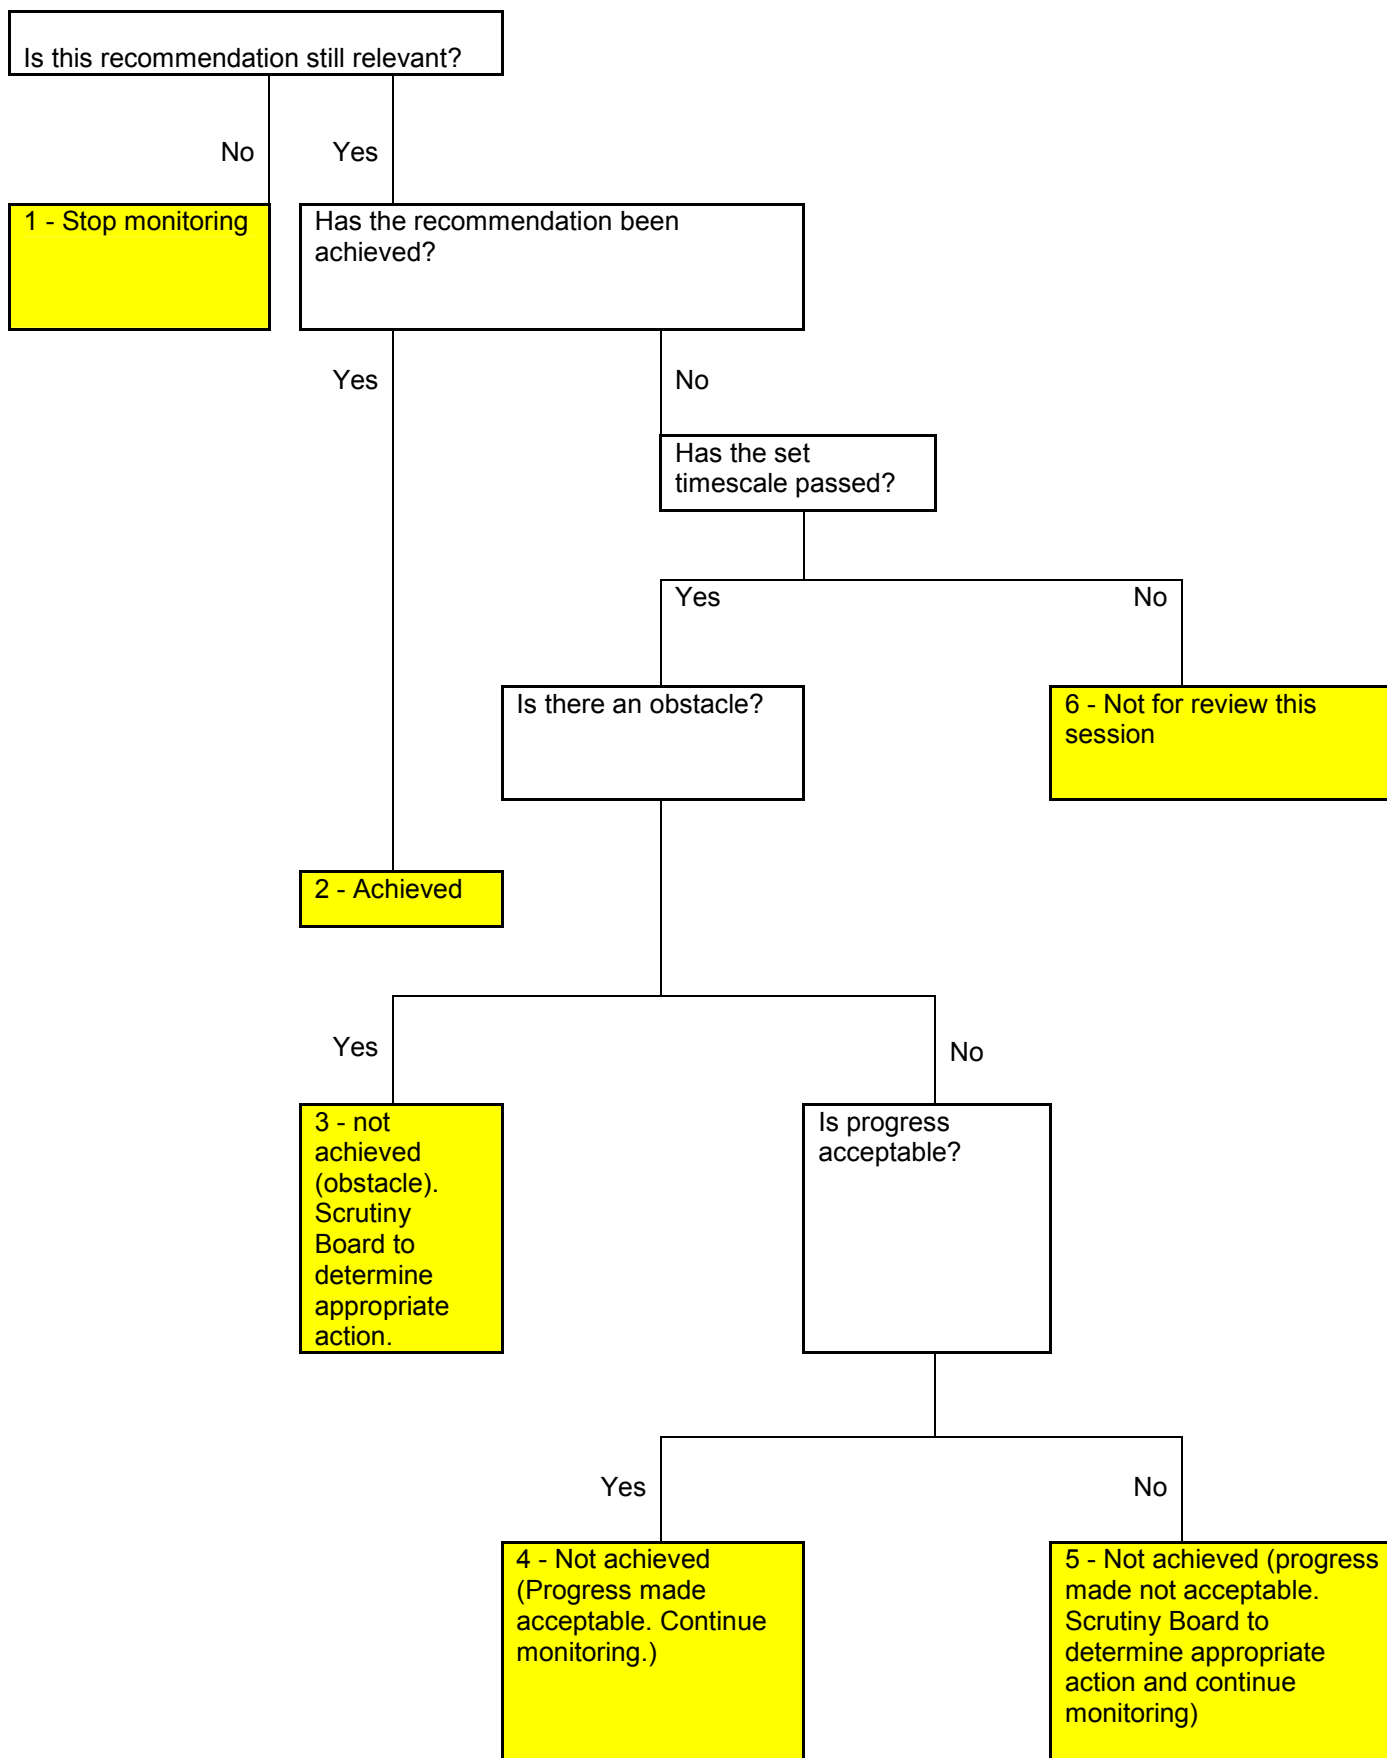 Is this recommendation still relevant?
No
Yes
1 - Stop monitoring
Has the recommendation been
achieved?
Yes
No
Has the set
timescale passed?
Yes
No
Is there an obstacle?
6 - Not for review this
session
2 - Achieved
Yes
No
3 - not
achieved
(obstacle).
Scrutiny
Board to
determine
appropriate
action.
Is progress
acceptable?
Yes
No
4 - Not achieved
(Progress made
acceptable. Continue
monitoring.)
5 - Not achieved (progress
made not acceptable.
Scrutiny Board to
determine appropriate
action and continue
monitoring)